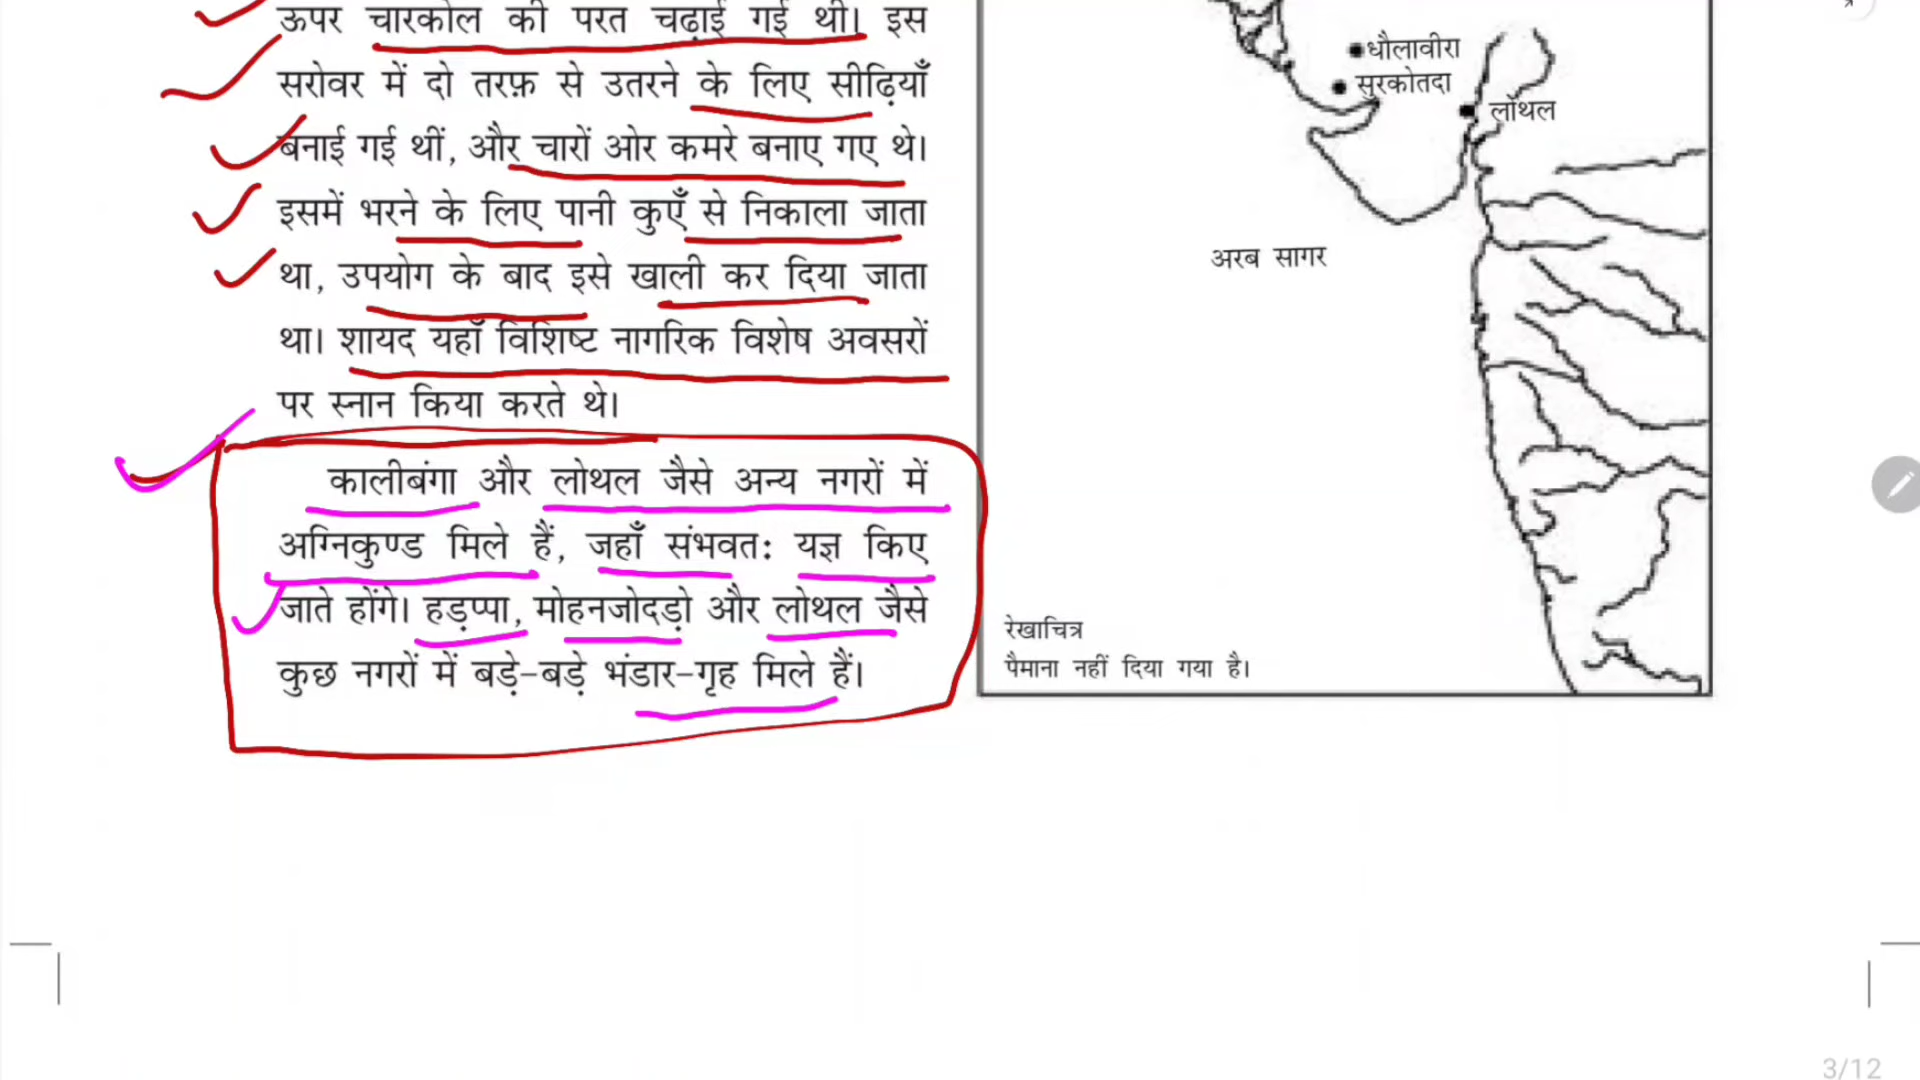 ऊपर चारकोल की परत चढ़ाई गई थी। इस
सरोवर में दो तरफ़ से उतरने के लिए सीढ़ियाँ
बनाई गई थीं, और चारों ओर कमरे बनाए गए थे।
इसमें भरने के लिए पानी कुएँ से निकाला जाता
था, उपयोग के बाद इसे खाली कर दिया जाता
था। शायद यहाँ विशिष्ट नागरिक विशेष अवसरों
पर स्नान किया करते थे।
कालीबंगा और लोथल जैसे अन्य नगरों में
अग्निकुण्ड मिले हैं, जहाँ संभवत: यज्ञ किए
जाते होंगे। हड़प्पा, मोहनजोदड़ो और लोथल जैसे
कुछ नगरों में बड़े-बड़े भंडार-गृह मिले हैं।
धौलावीरा
सुरकोतदा
लोथल
अरब सागर
रेखाचित्र
पैमाना नहीं दिया गया है।
3/12